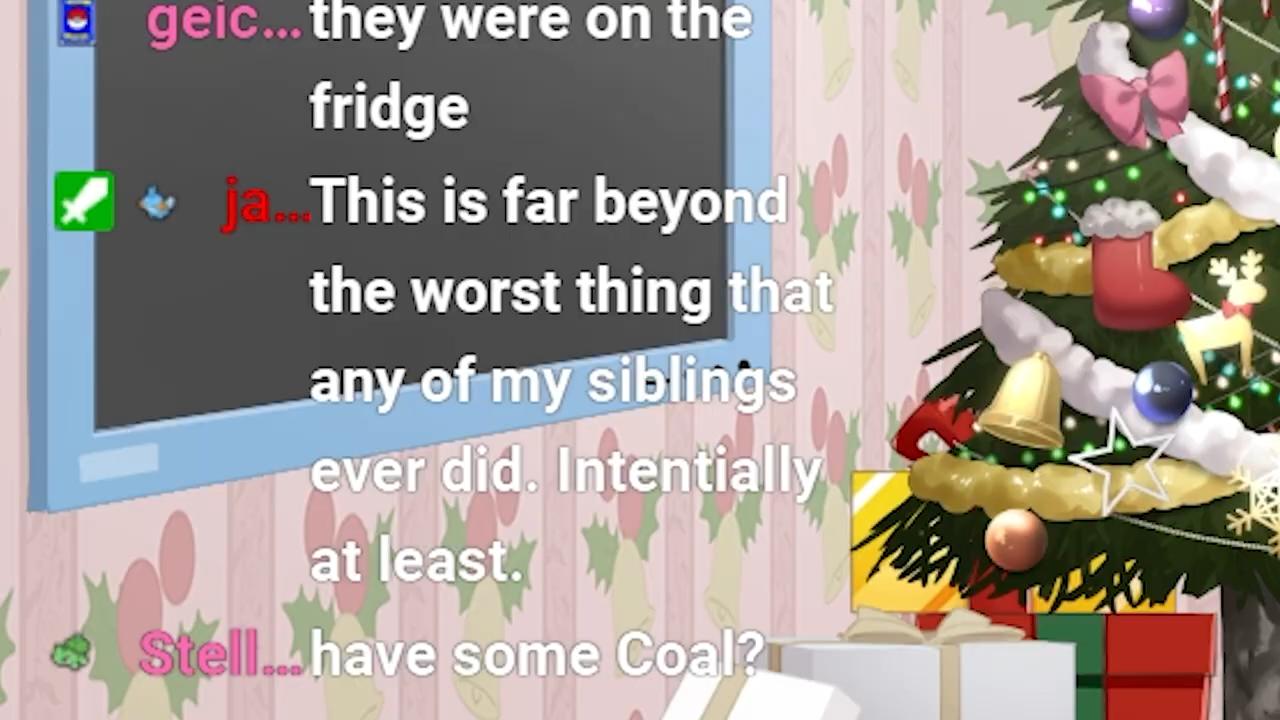 geic... they were on the
fridge
ja... This is far beyond
the worst thing that
any of my siblings
ever did. Intentially
at least.
Stell... have some Coal?